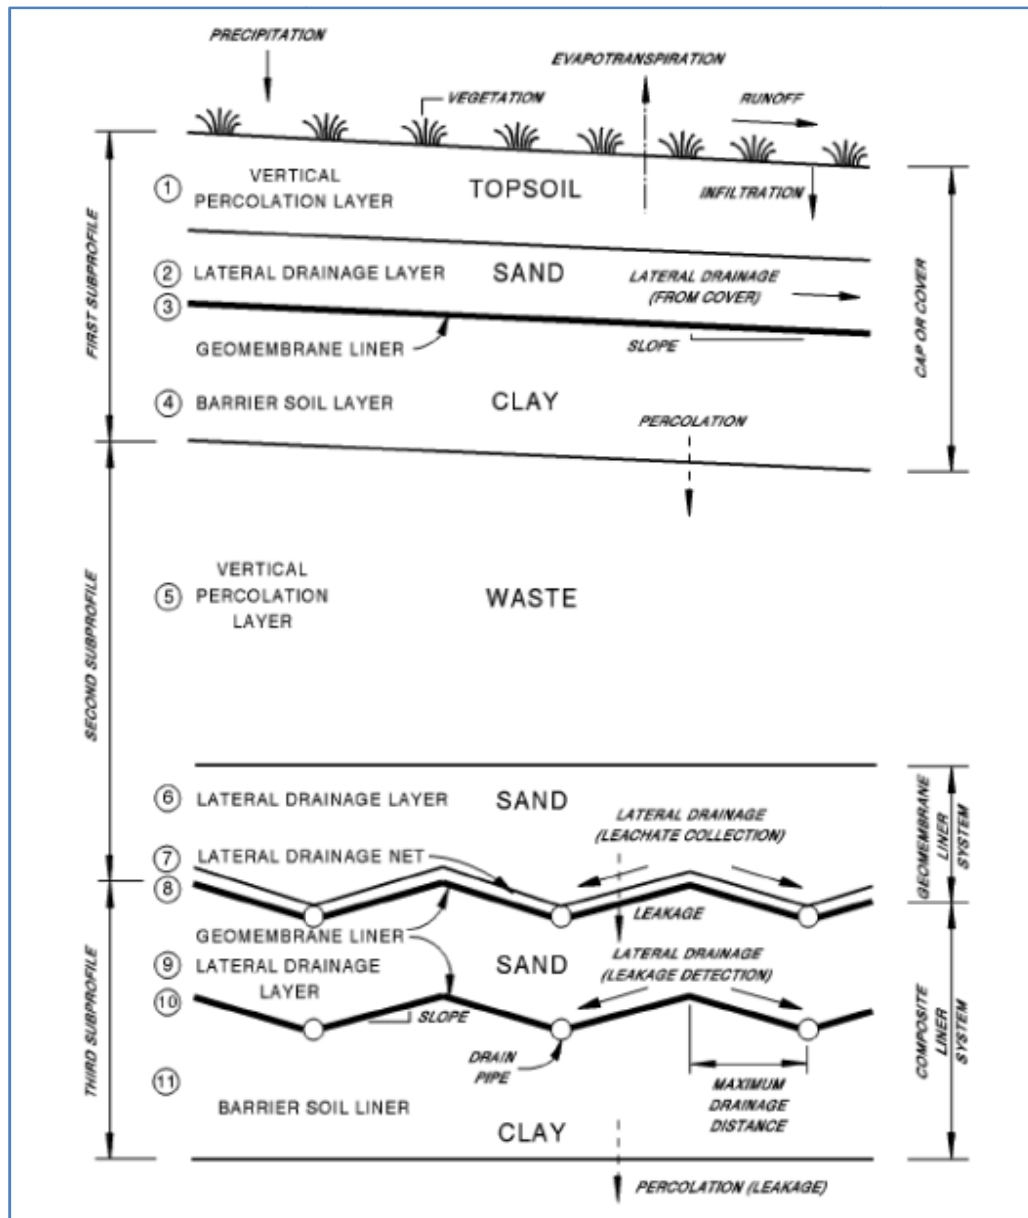 PRECIPITATION
EVAPOTRANSPIRATION
VEGETATION
RUNOFF
1
VERTICAL
PERCOLATION LAYER
TOPSOIL
INFILTRATION
2
LATERAL DRAINAGE LAYER
SAND
LATERAL DRAINAGE
(FROM COVER)
3
GEOMEMBRANE LINER
SLOPE
4
BARRIER SOIL LAYER
CLAY
PERCOLATION
FIRST SUBPROFILE
CAP OR COVER
5
VERTICAL
PERCOLATION
LAYER
WASTE
SECOND SUBPROFILE
6
LATERAL DRAINAGE LAYER
SAND
LATERAL DRAINAGE
(LEACHATE COLLECTION)
7
LATERAL DRAINAGE NET
8
GEOMEMBRANE LINER
LEAKAGE
GEOMEMBRANE
LINER
SYSTEM
9
LATERAL DRAINAGE
LAYER
SAND
LATERAL DRAINAGE
(LEAKAGE DETECTION)
10
SLOPE
DRAIN
PIPE
MAXIMUM
DRAINAGE
DISTANCE
11
BARRIER SOIL LINER
CLAY
THIRD SUBPROFILE
COMPOSITE
LINER
SYSTEM
PERCOLATION (LEAKAGE)